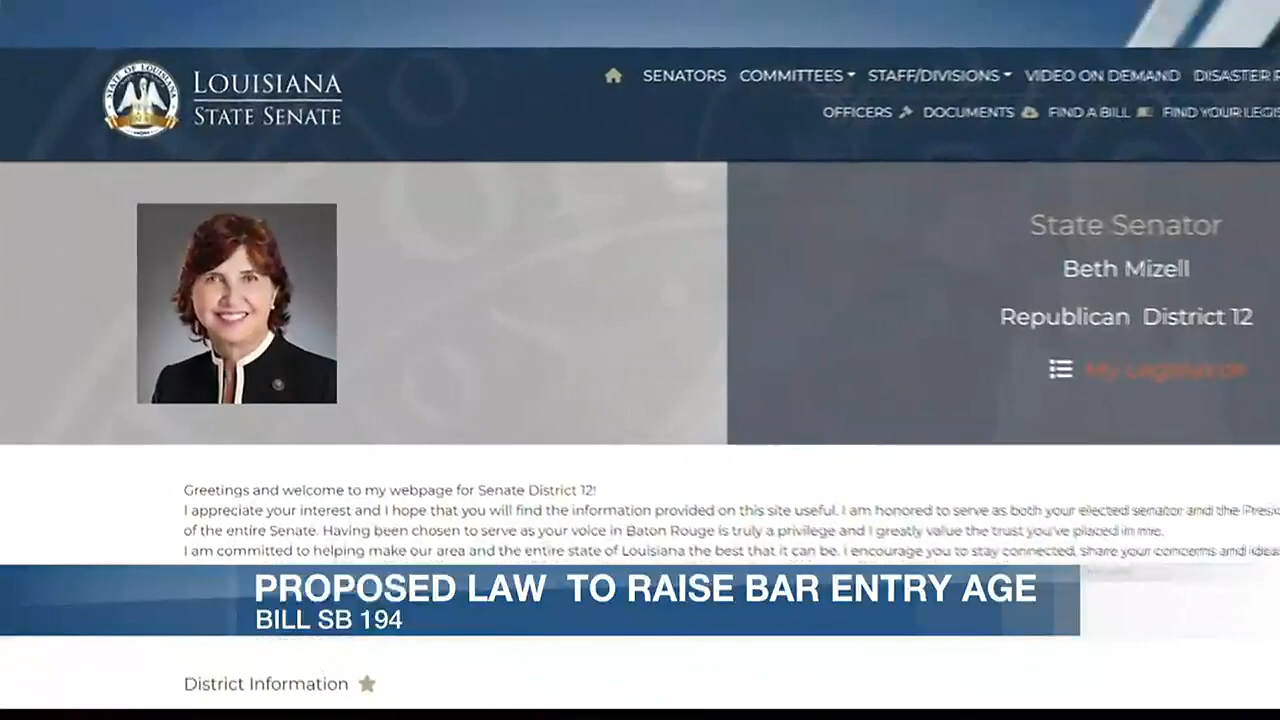 LOUISIANA
STATE SENATE
SENATORS COMMITTEES STAFF/DIVISIONS VIDEO ON DEMAND DISASTER
OFFICERS DOCUMENTS FIND A BILL FIND YOUR
State Senator
Beth Mizell
Republican District 12
My Legislation
Greetings and welcome to my webpage for Senate District 12!
I appreciate your interest and I hope that you will find the information provided on this site useful. I am honored to serve as both your elected senator and the
of the entire Senate. Having been chosen to serve as your voice in Baton Rouge is truly a privilege and I greatly value the trust you've placed in me.
I am committed to helping make our area and the entire state of Louisiana the best that it can be. I encourage you to stay connected, share your concerns and
PROPOSED LAW TO RAISE BAR ENTRY AGE
BILL SB 194
District Information